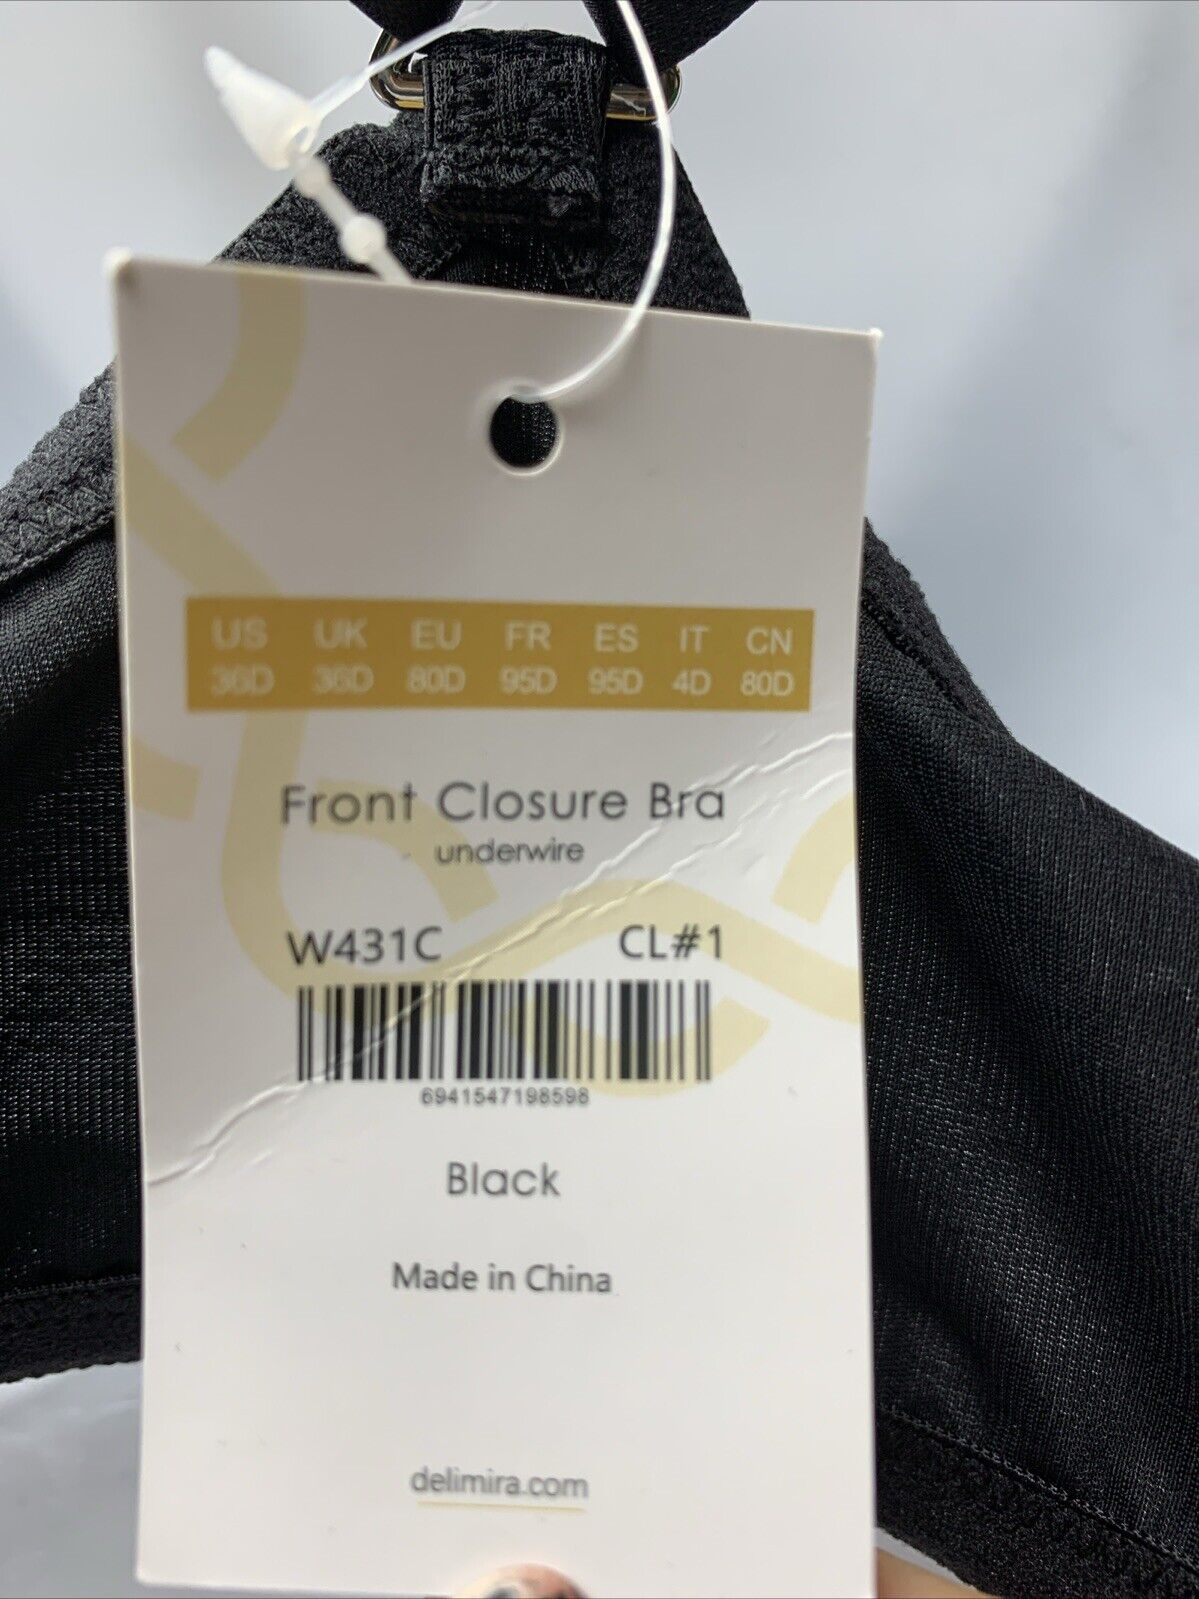 US UK EU FR ES IT CN
36D 36D 80D 95D 95D 4D 80D
Front Closure Bra
underwire
W431C CL#1
6941547198598
Black
Made in China
delimira.com